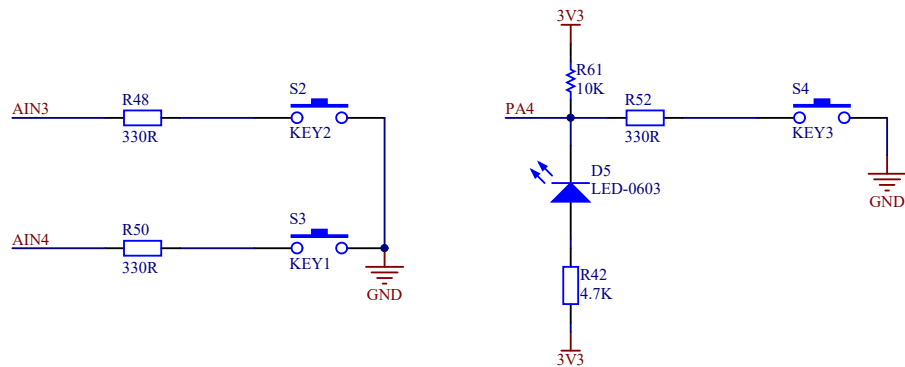 3V3
R61
10K
S4
R48
S2
R52
AIN3
PA4
330R
KEY2
330R
KEY3
D5
LED-0603
GND
R50
S3
AIN4
330R
KEY1
R42
4.7K
GND
3V3